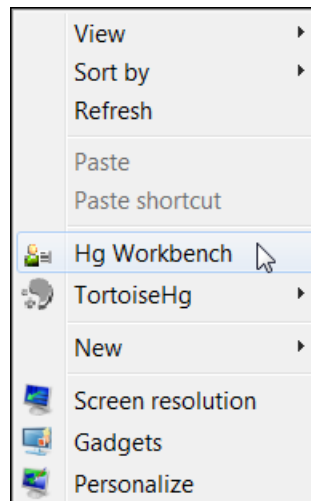 View
Sort by
Refresh
Paste
Paste shortcut
Hg Workbench
TortoiseHg
New
Screen resolution
Gadgets
Personalize